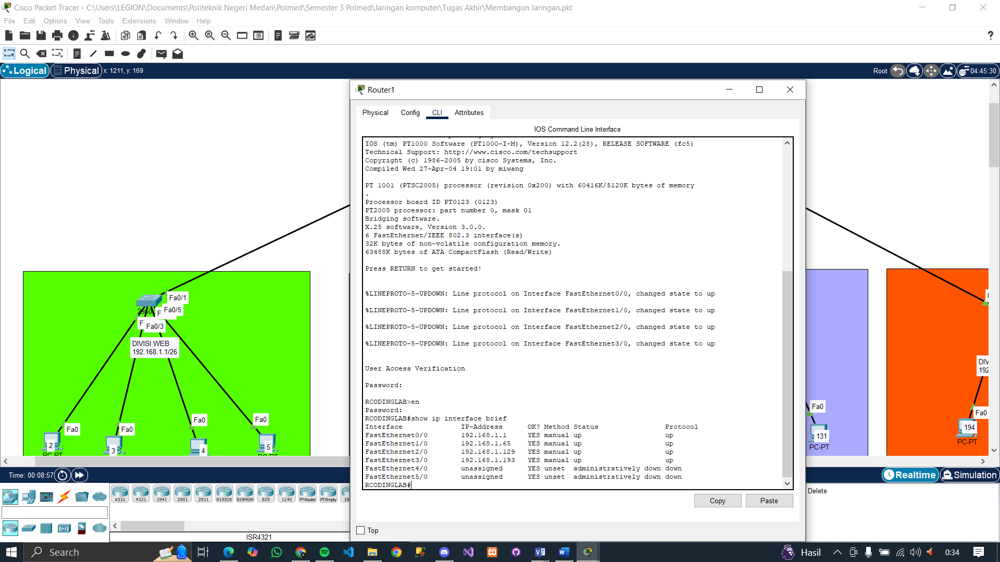 Cisco Packet Tracer - C:\Users\LEGION\Documents\Politeknik Negeri Medan\Polmed\Semester 3 Polmed\Jaringan komputer\Tugas Akhir\Membangun Jaringan.pkt
File Edit Options View Tools Extensions Window Help
Logical Physical x: 1211, y: 169
Root 04:45:30
Router1
Physical Config CLI Attributes
IOS Command Line Interface
IOS (tm) PT1000 Software (PT1000-I-M), Version 12.2(28), RELEASE SOFTWARE (fc5)
Technical Support: http://www.cisco.com/techsupport
Copyright (c) 1986-2005 by cisco Systems, Inc.
Compiled Wed 27-Apr-04 19:01 by miwang
PT 1001 (PTSC2005) processor (revision 0x200) with 60416K/5120K bytes of memory
.
Processor board ID PT0123 (0123)
PT2005 processor: part number 0, mask 01
Bridging software.
X.25 software, Version 3.0.0.
6 FastEthernet/IEEE 802.3 interface(s)
32K bytes of non-volatile configuration memory.
63488K bytes of ATA CompactFlash (Read/Write)
Press RETURN to get started!
%LINEPROTO-5-UPDOWN: Line protocol on Interface FastEthernet0/0, changed state to up
%LINEPROTO-5-UPDOWN: Line protocol on Interface FastEthernet1/0, changed state to up
%LINEPROTO-5-UPDOWN: Line protocol on Interface FastEthernet2/0, changed state to up
%LINEPROTO-5-UPDOWN: Line protocol on Interface FastEthernet3/0, changed state to up
User Access Verification
Password:
RCODINGLAB>en
Password:
RCODINGLAB#show ip interface brief
Interface IP-Address OK? Method Status Protocol
FastEthernet0/0 192.168.1.1 YES manual up up
FastEthernet1/0 192.168.1.65 YES manual up up
FastEthernet2/0 192.168.1.129 YES manual up up
FastEthernet3/0 192.168.1.193 YES manual up up
FastEthernet4/0 unassigned YES unset administratively down down
FastEthernet5/0 unassigned YES unset administratively down down
RCODINGLAB#
Copy Paste
Top
Fa0/1
Fa0/5
Fa0/3
DIVISI WEB
192.168.1.1/26
Fa0
Fa0
Fa0
Fa0
2
3
4
5
Fa0
131
PC-PT
DIV
192
Fa0
194
PC-PT
Time: 00:08:57
Realtime Simulation
4331 4321 1941 2901 2911 819IOX 819HGW 829 1240 PT-Router PT-Empty
ISR4321
Delete
Search
Hasil
0:34